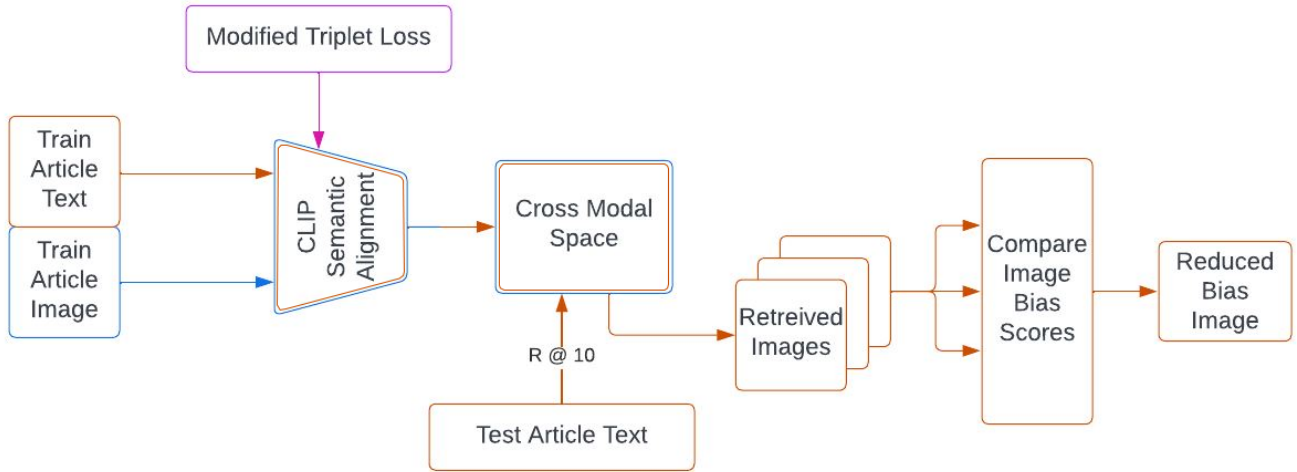 Modified Triplet Loss
Train
Article
Text
Train
Article
Image
CLIP
Semantic
Alignment
Cross Modal
Space
R @ 10
Test Article Text
Retreived
Images
Compare
Image
Bias
Scores
Reduced
Bias
Image